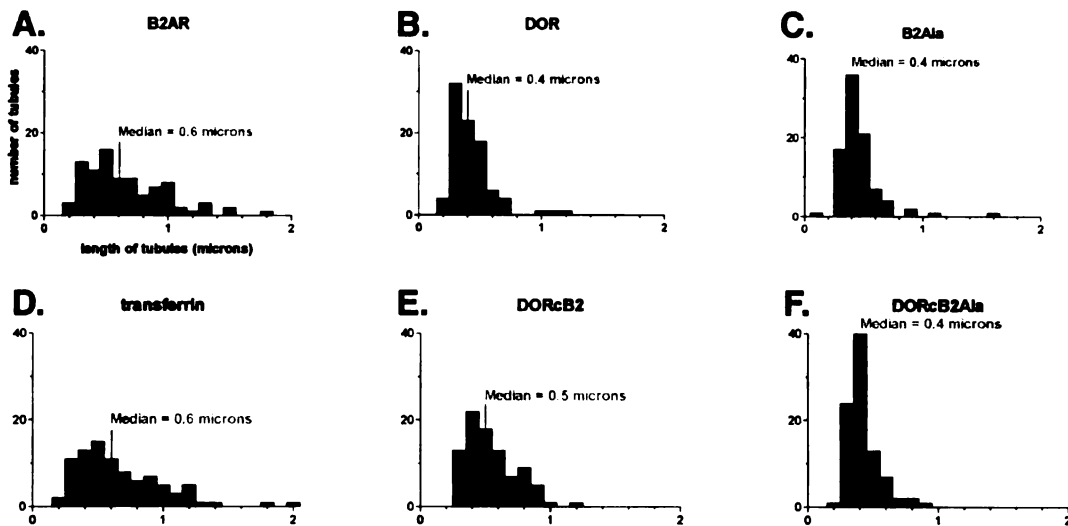 A.
B2AR
40
20
0
0
1
2
number of tubules
length of tubules (microns)
Median = 0.6 microns
B.
DOR
40
20
0
0
1
2
Median = 0.4 microns
C.
B2Ala
40
20
0
0
1
2
Median = 0.4 microns
D.
transferrin
40
20
0
0
1
2
Median = 0.6 microns
E.
DORcB2
40
20
0
0
1
2
Median = 0.5 microns
F.
DORcB2Ala
Median = 0.4 microns
40
20
0
0
1
2